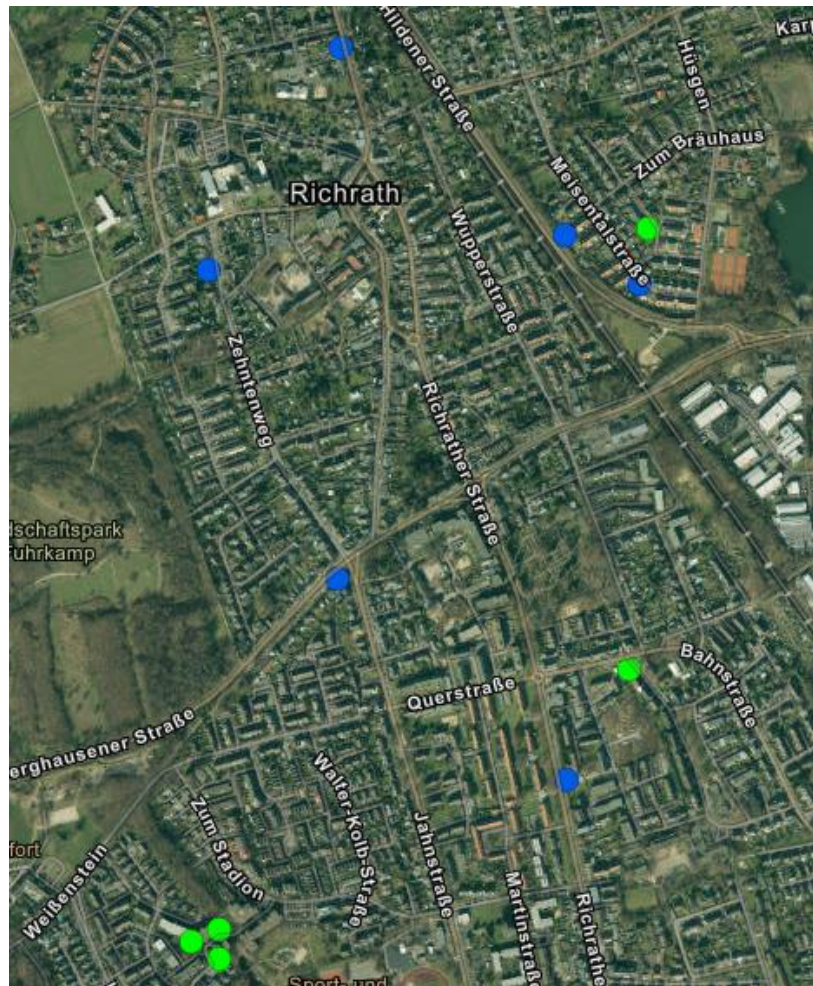 Hildener Straße
Hüsgen
Zum Bräuhaus
Richrath
Meisentalstraße
Wupperstraße
Zehntenweg
Richrather Straße
dschaftspark
Fuhrkamp
Bahnstraße
Querstraße
erghausener Straße
Walter-Kolb-Straße
Zum Stadion
Jahnstraße
fort
Weißenstein
Martinstraße
Richrathe
Sport- und